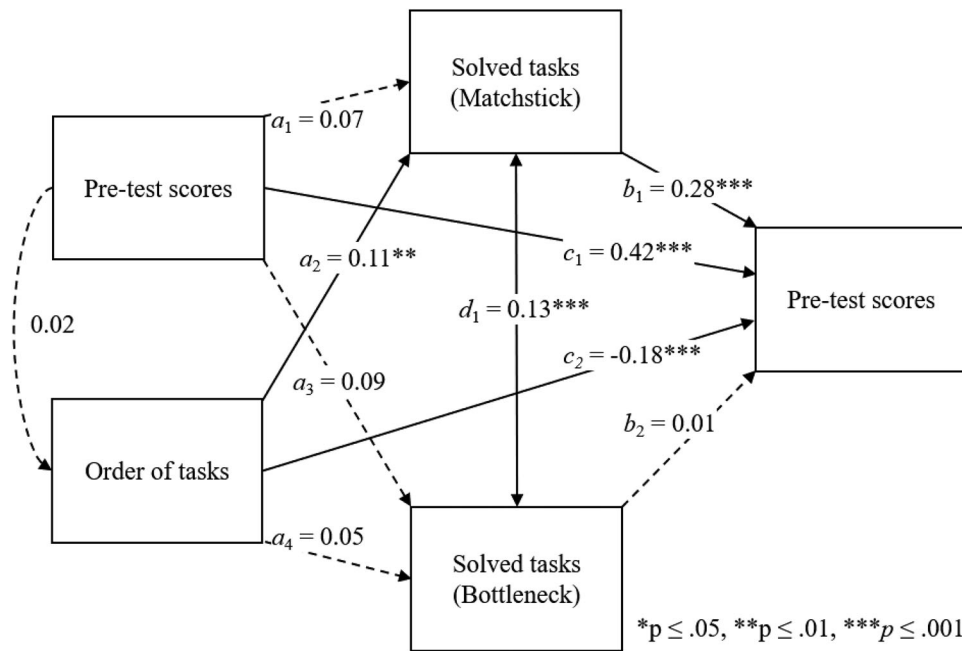 Solved tasks
(Matchstick)
a₁ = 0.07
Pre-test scores
b₁ = 0.28***
a₂ = 0.11**
c₁ = 0.42***
Pre-test scores
0.02
d₁ = 0.13***
a₃ = 0.09
c₂ = -0.18***
b₂ = 0.01
Order of tasks
a₄ = 0.05
Solved tasks
(Bottleneck)
*p ≤ .05, **p ≤ .01, ***p ≤ .001